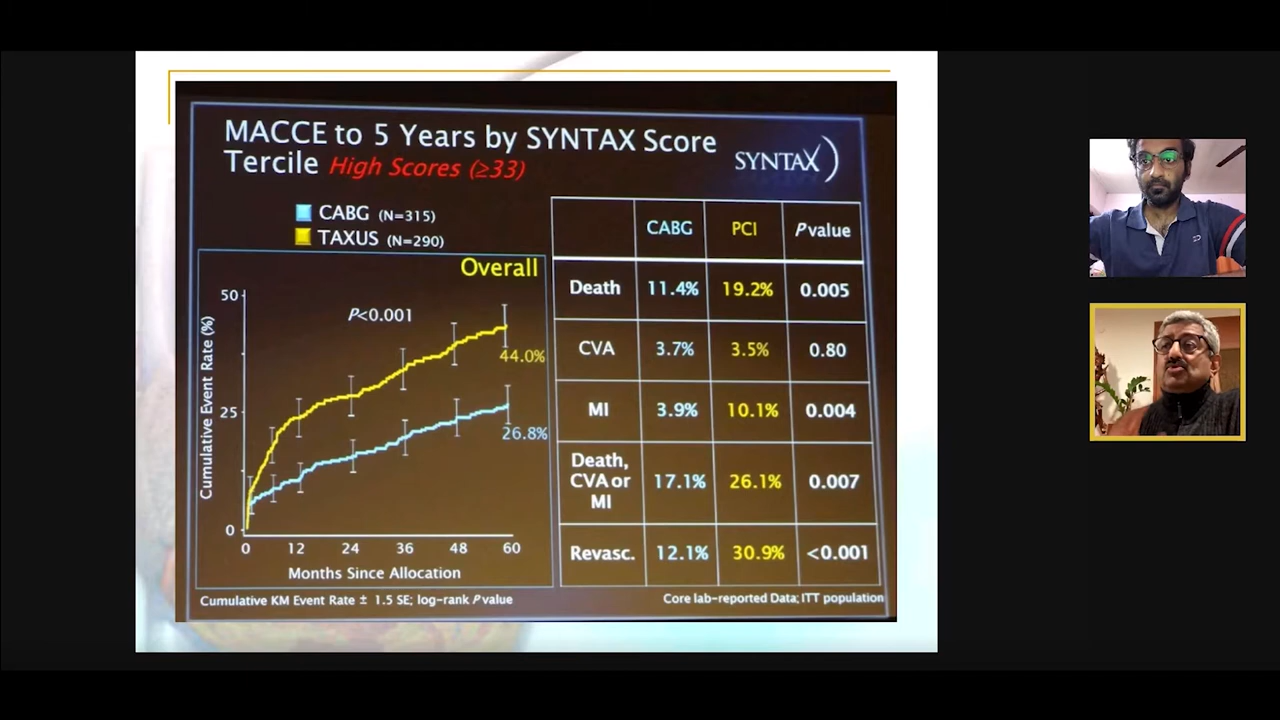 MACCE to 5 Years by SYNTAX Score
Tercile High Scores (≥33)
SYNTAX
CABG (N=315)
TAXUS (N=290)
Overall
P<0.001
44.0%
26.8%
50
25
0
0 12 24 36 48 60
Cumulative Event Rate (%)
Months Since Allocation
CABG PCI P value
Death 11.4% 19.2% 0.005
CVA 3.7% 3.5% 0.80
MI 3.9% 10.1% 0.004
Death,
CVA or 17.1% 26.1% 0.007
MI
Revasc. 12.1% 30.9% <0.001
Cumulative KM Event Rate ± 1.5 SE; log-rank P value
Core lab-reported Data; ITT population